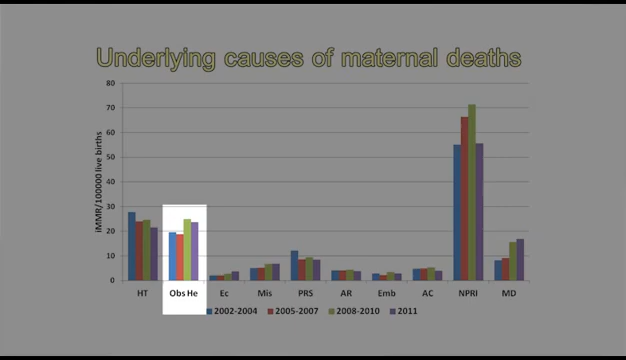 Underlying causes of maternal deaths
iMMR/100000 live births
80
70
60
50
40
30
20
10
0
HT Obs He Ec Mis PRS AR Emb AC NPRI MD
2002-2004 2005-2007 2008-2010 2011